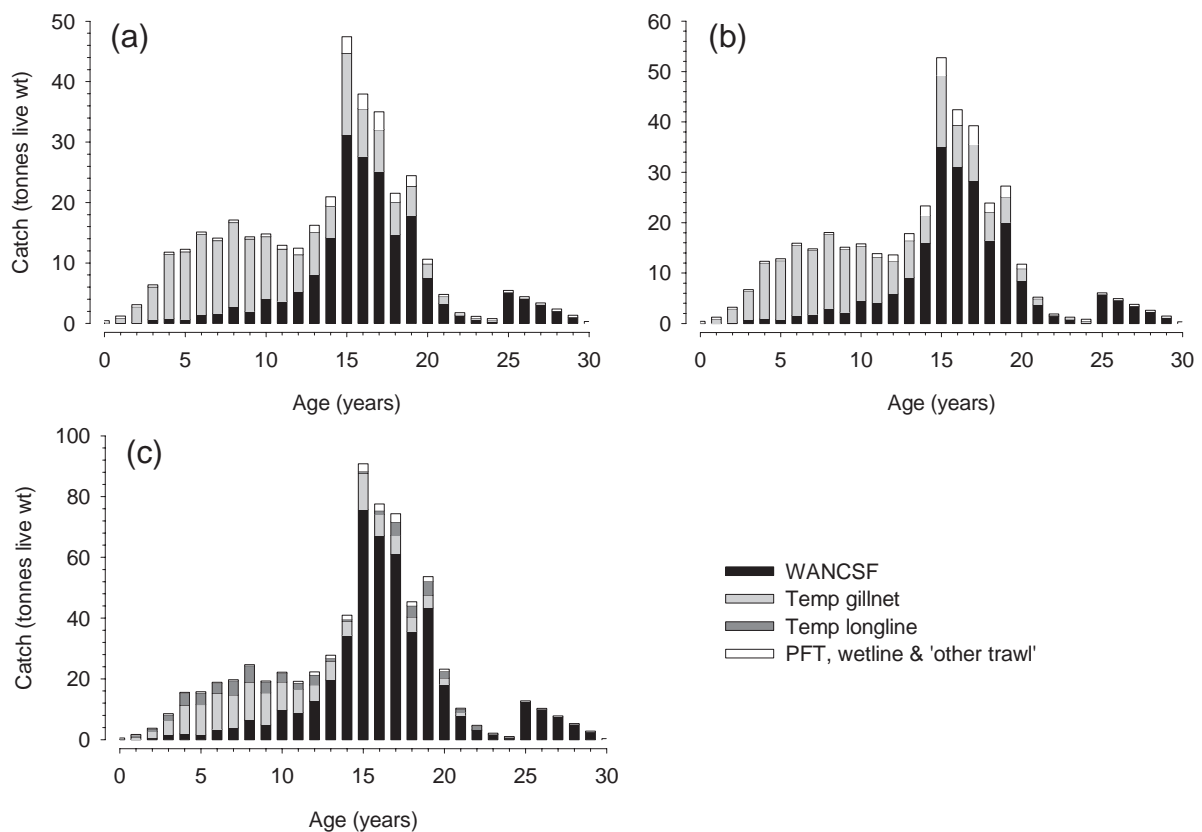 (a)
Catch (tonnes live wt)
50
40
30
20
10
0
0 5 10 15 20 25 30
Age (years)
(b)
60
50
40
30
20
10
0
0 5 10 15 20 25 30
Age (years)
(c)
Catch (tonnes live wt)
100
80
60
40
20
0
0 5 10 15 20 25 30
Age (years)
WANCSF
Temp gillnet
Temp longline
PFT, wetline & 'other trawl'